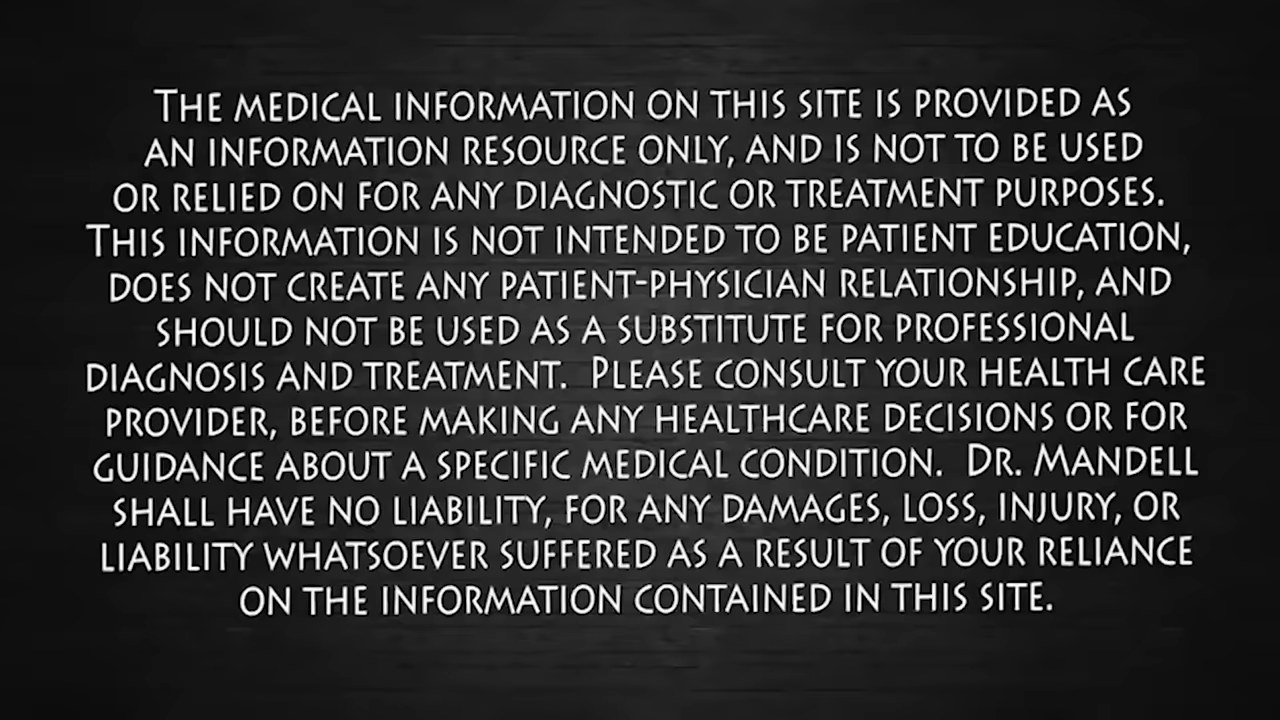 The medical information on this site is provided as
an information resource only, and is not to be used
or relied on for any diagnostic or treatment purposes.
This information is not intended to be patient education,
does not create any patient-physician relationship, and
should not be used as a substitute for professional
diagnosis and treatment.  Please consult your health care
provider, before making any healthcare decisions or for
guidance about a specific medical condition.  Dr. Mandell
shall have no liability, for any damages, loss, injury, or
liability whatsoever suffered as a result of your reliance
on the information contained in this site.